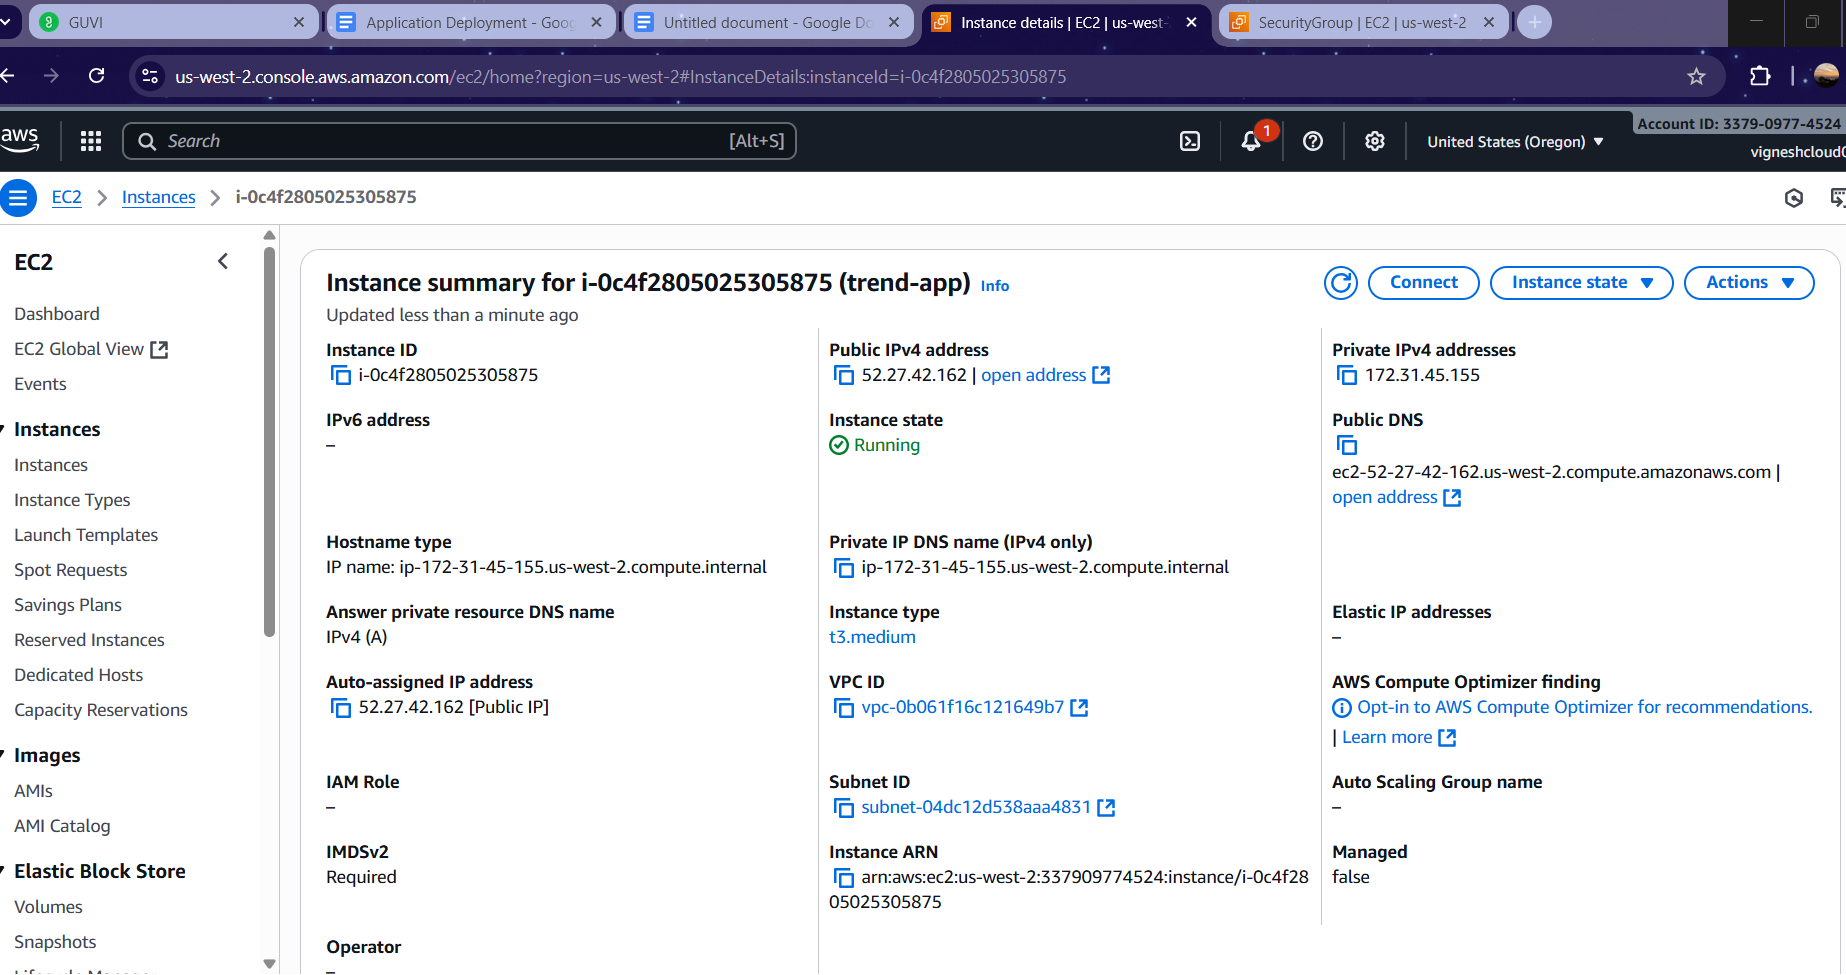 GUVI
Application Deployment - Goog
Untitled document - Google Do
Instance details | EC2 | us-west-
SecurityGroup | EC2 | us-west-2
us-west-2.console.aws.amazon.com/ec2/home?region=us-west-2#InstanceDetails:instanceId=i-0c4f2805025305875
aws
Search
[Alt+S]
1
United States (Oregon)
Account ID: 3379-0977-4524
vigneshcloud
EC2
Instances
i-0c4f2805025305875
EC2
Dashboard
EC2 Global View
Events
Instances
Instances
Instance Types
Launch Templates
Spot Requests
Savings Plans
Reserved Instances
Dedicated Hosts
Capacity Reservations
Images
AMIs
AMI Catalog
Elastic Block Store
Volumes
Snapshots
Instance summary for i-0c4f2805025305875 (trend-app) Info
Updated less than a minute ago
Connect
Instance state
Actions
Instance ID
i-0c4f2805025305875
Public IPv4 address
52.27.42.162 | open address
Private IPv4 addresses
172.31.45.155
IPv6 address
–
Instance state
Running
Public DNS
ec2-52-27-42-162.us-west-2.compute.amazonaws.com |
open address
Hostname type
IP name: ip-172-31-45-155.us-west-2.compute.internal
Private IP DNS name (IPv4 only)
ip-172-31-45-155.us-west-2.compute.internal
Answer private resource DNS name
IPv4 (A)
Instance type
t3.medium
Elastic IP addresses
–
Auto-assigned IP address
52.27.42.162 [Public IP]
VPC ID
vpc-0b061f16c121649b7
AWS Compute Optimizer finding
Opt-in to AWS Compute Optimizer for recommendations.
| Learn more
IAM Role
–
Subnet ID
subnet-04dc12d538aaa4831
Auto Scaling Group name
–
IMDSv2
Required
Instance ARN
arn:aws:ec2:us-west-2:337909774524:instance/i-0c4f28
05025305875
Managed
false
Operator
–